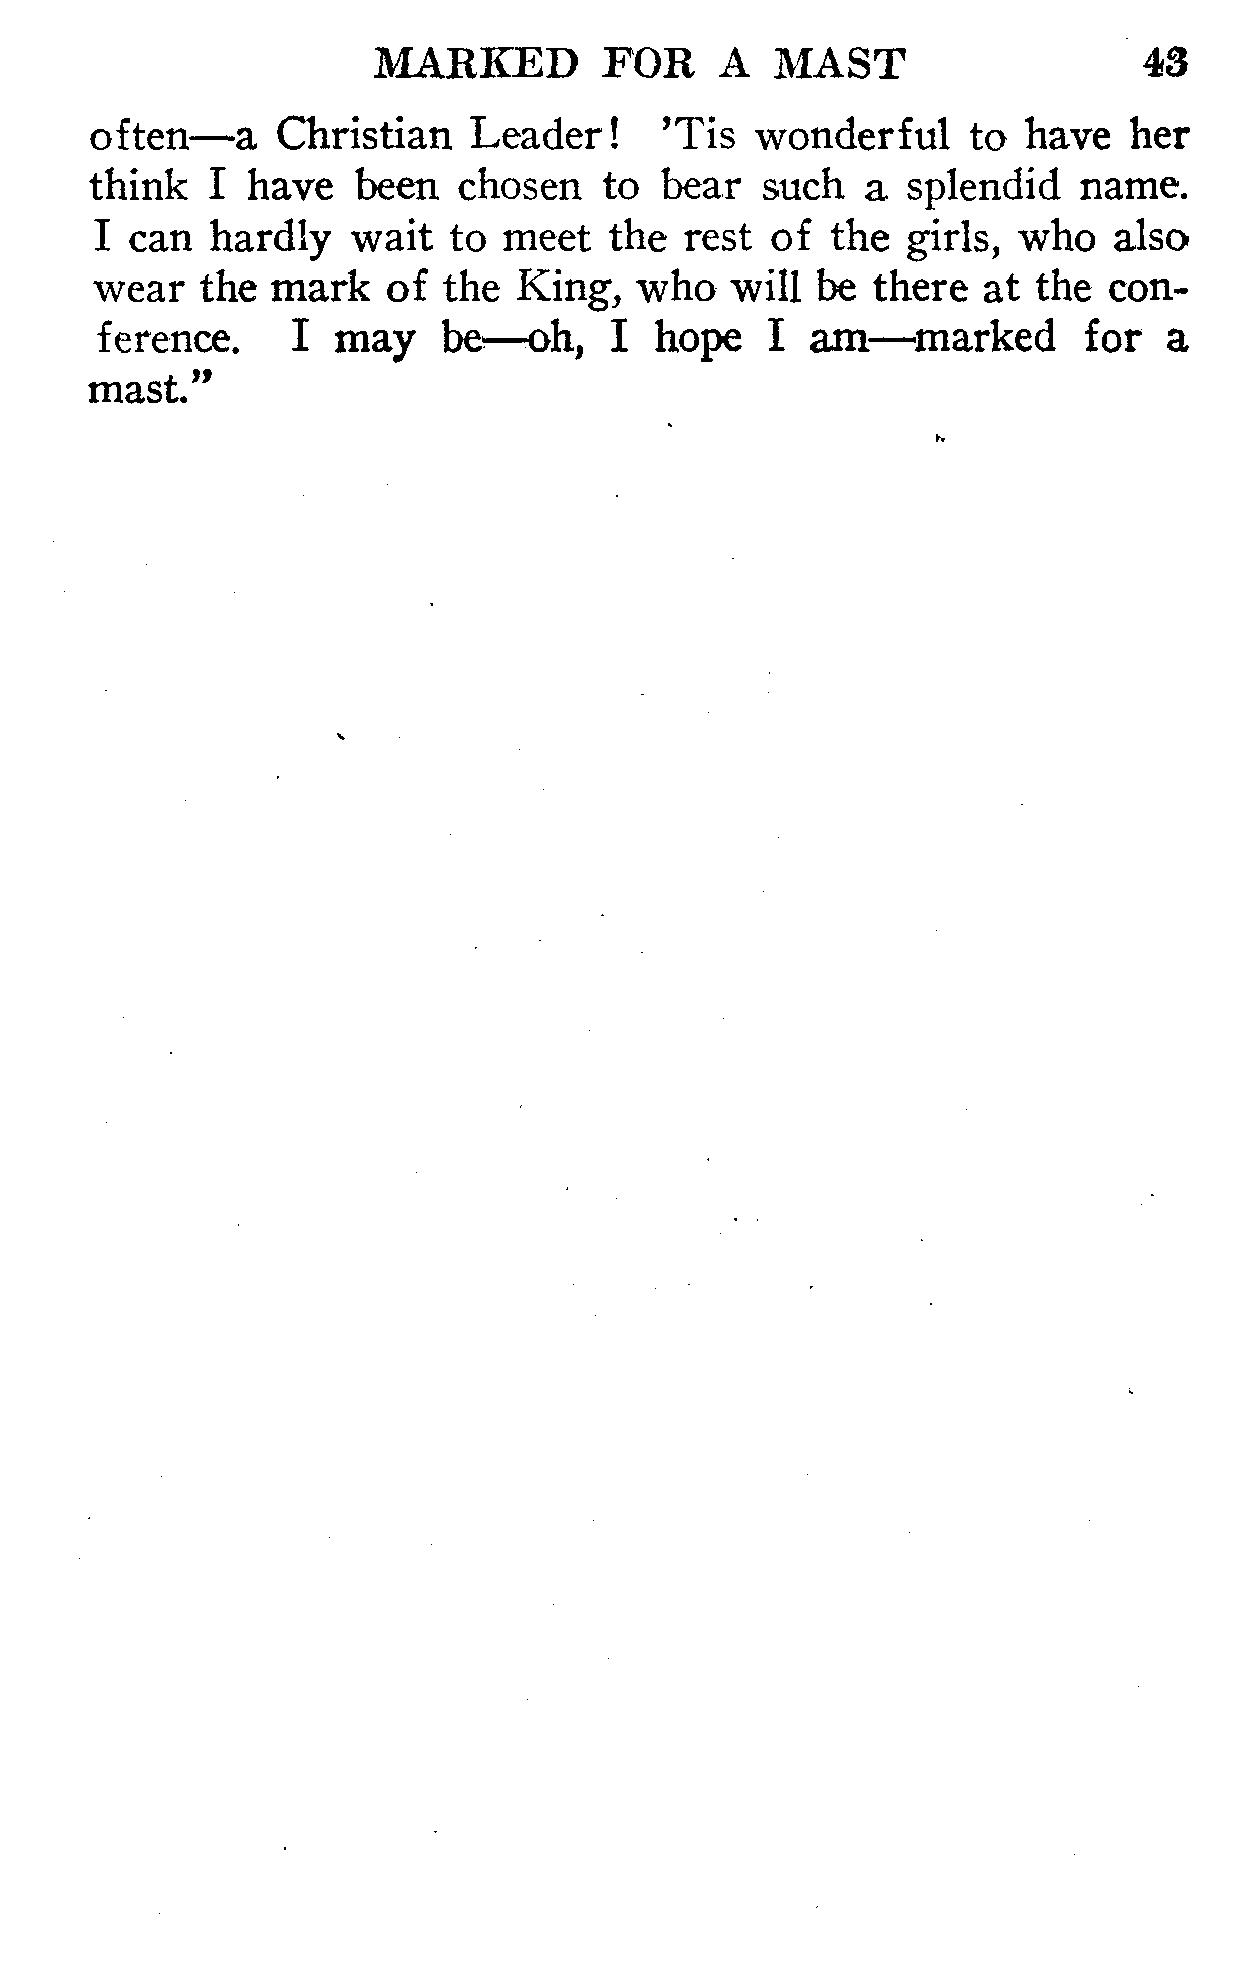 MARKED FOR A MAST 43
often—a Christian Leader! 'Tis wonderful to have her
think I have been chosen to bear such a splendid name.
I can hardly wait to meet the rest of the girls, who also
wear the mark of the King, who will be there at the con-
ference. I may be—oh, I hope I am—marked for a
mast."